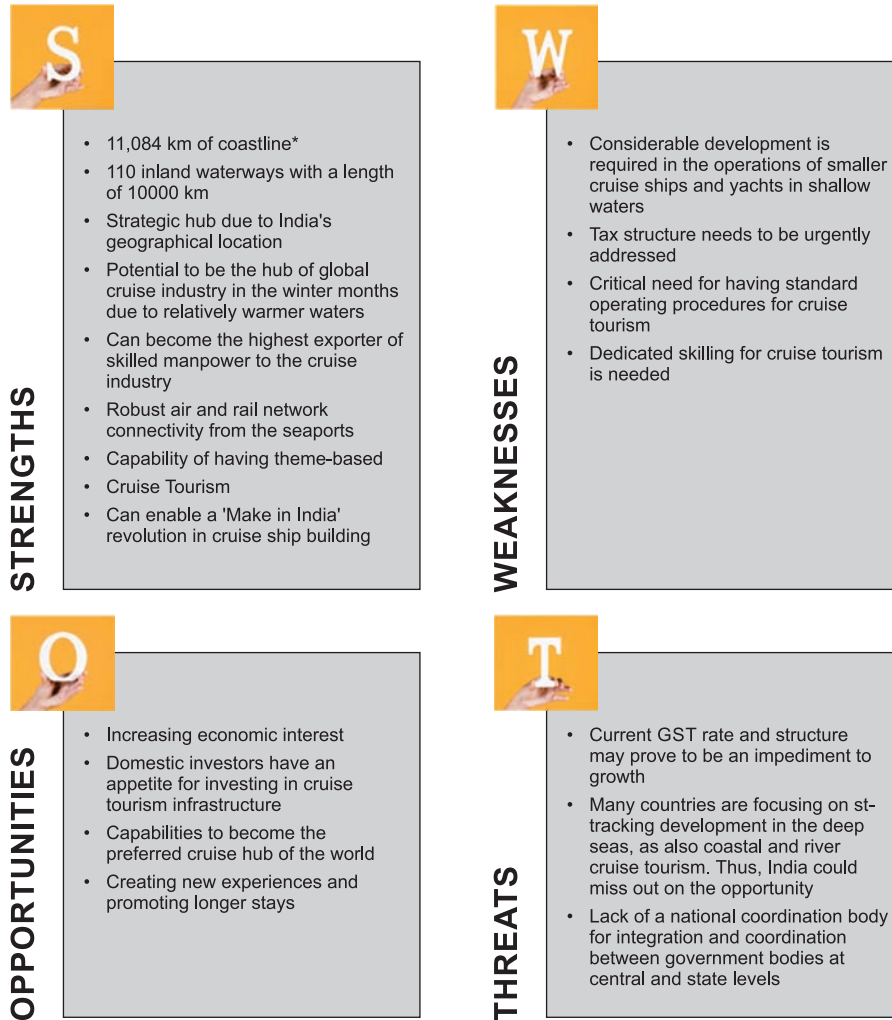 S
STRENGTHS
• 11,084 km of coastline*
• 110 inland waterways with a length
of 10000 km
• Strategic hub due to India's
geographical location
• Potential to be the hub of global
cruise industry in the winter months
due to relatively warmer waters
• Can become the highest exporter of
skilled manpower to the cruise
industry
• Robust air and rail network
connectivity from the seaports
• Capability of having theme-based
• Cruise Tourism
• Can enable a 'Make in India'
revolution in cruise ship building
W
WEAKNESSES
• Considerable development is
required in the operations of smaller
cruise ships and yachts in shallow
waters
• Tax structure needs to be urgently
addressed
• Critical need for having standard
operating procedures for cruise
tourism
• Dedicated skilling for cruise tourism
is needed
O
OPPORTUNITIES
• Increasing economic interest
• Domestic investors have an
appetite for investing in cruise
tourism infrastructure
• Capabilities to become the
preferred cruise hub of the world
• Creating new experiences and
promoting longer stays
T
THREATS
• Current GST rate and structure
may prove to be an impediment to
growth
• Many countries are focusing on st-
tracking development in the deep
seas, as also coastal and river
cruise tourism. Thus, India could
miss out on the opportunity
• Lack of a national coordination body
for integration and coordination
between government bodies at
central and state levels